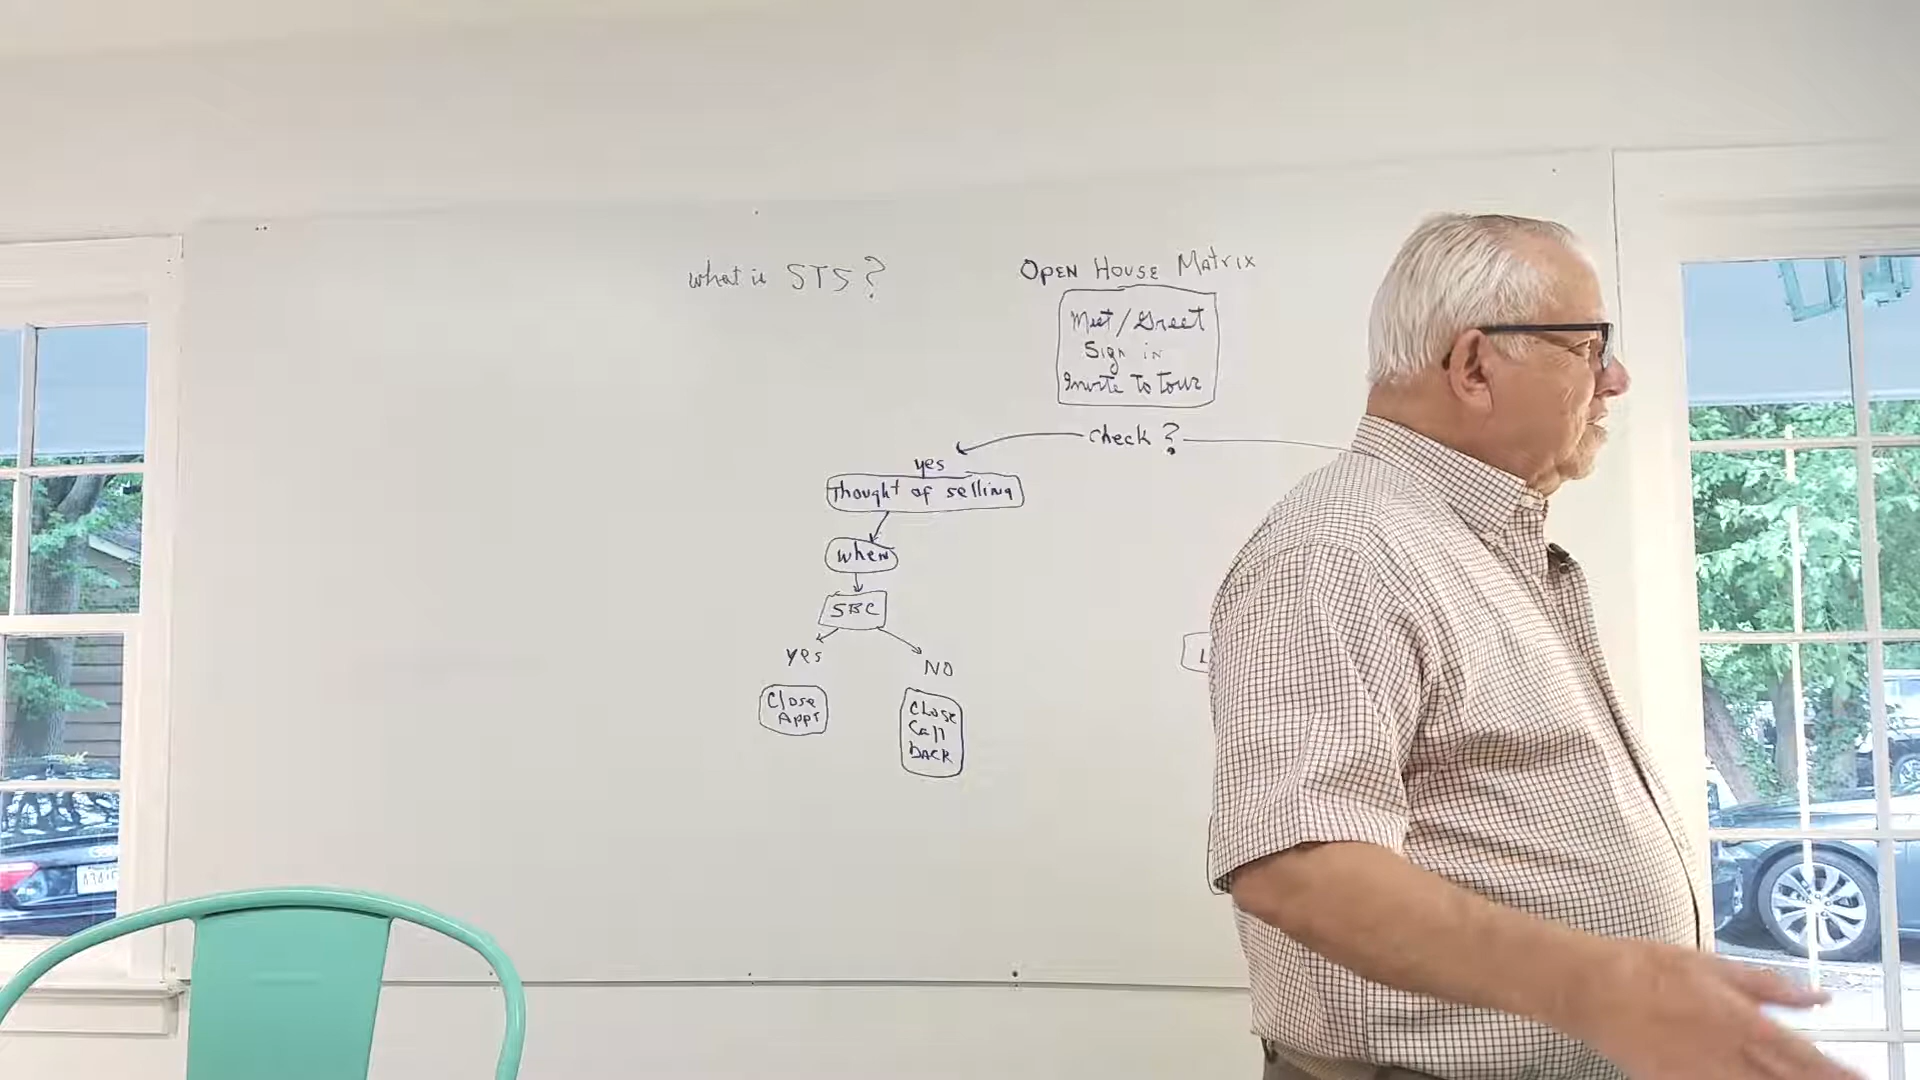 what is STS?
OPEN HOUSE MATRIX
Meet/Greet
Sign in
Invite To Tour
check?
yes
Thought of selling
when
SBC
yes
NO
Close
Appt
CLose
Call
BACK
L